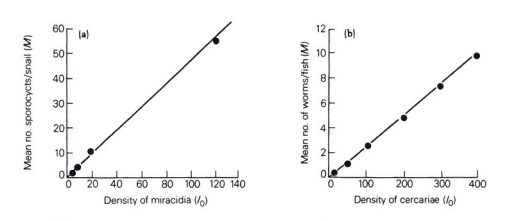 (a)
Mean no. sporocycts/snail (M)
60
50
40
30
20
10
0
0 20 40 60 80 100 120 140
Density of miracidia (I0)
(b)
Mean no. of worms/fish (M)
12
10
8
6
4
2
0
0 100 200 300 400
Density of cercariae (I0)